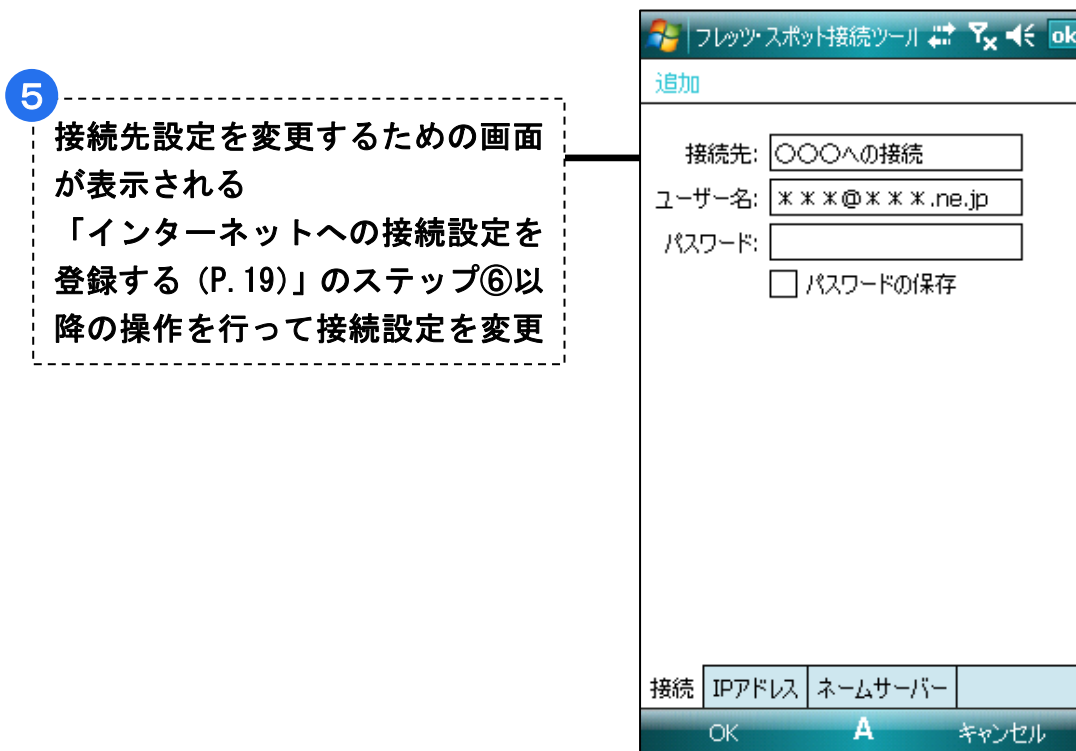 5
接続先設定を変更するための画面
が表示される
「インターネットへの接続設定を
登録する (P.19)」のステップ⑥以
降の操作を行って接続設定を変更
フレッツ・スポット接続ツール ok
追加
接続先: 〇〇〇への接続
ユーザー名: ***@***.ne.jp
パスワード:
パスワードの保存
接続 IPアドレス ネームサーバー
OK A キャンセル